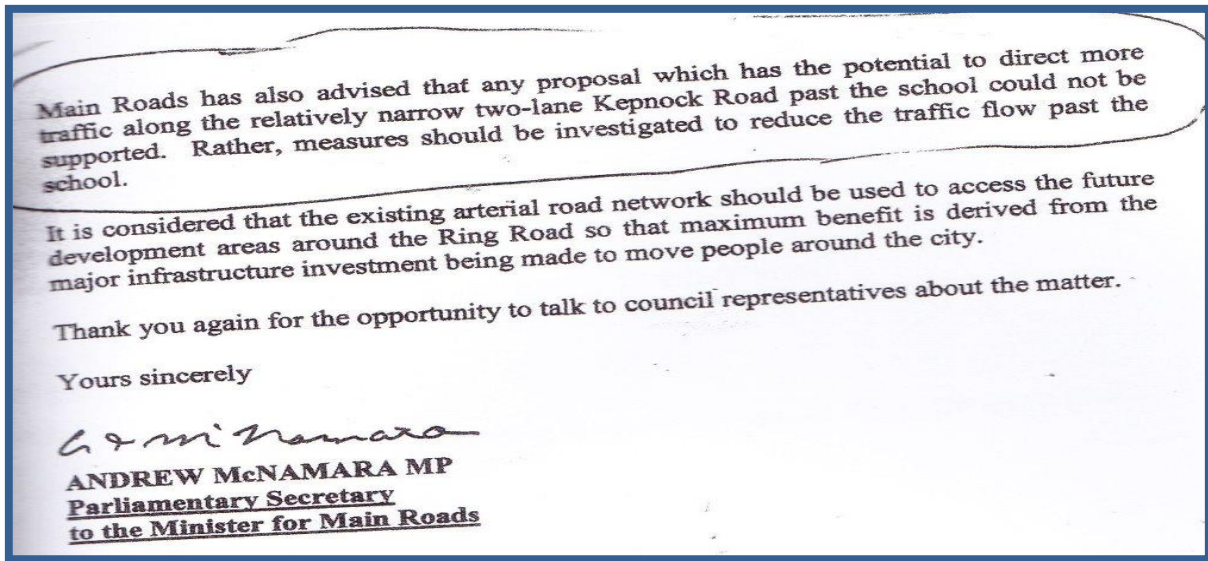 Main Roads has also advised that any proposal which has the potential to direct more
traffic along the relatively narrow two-lane Kepnock Road past the school could not be
supported. Rather, measures should be investigated to reduce the traffic flow past the
school.
It is considered that the existing arterial road network should be used to access the future
development areas around the Ring Road so that maximum benefit is derived from the
major infrastructure investment being made to move people around the city.
Thank you again for the opportunity to talk to council representatives about the matter.
Yours sincerely
ANDREW McNAMARA MP
Parliamentary Secretary
to the Minister for Main Roads